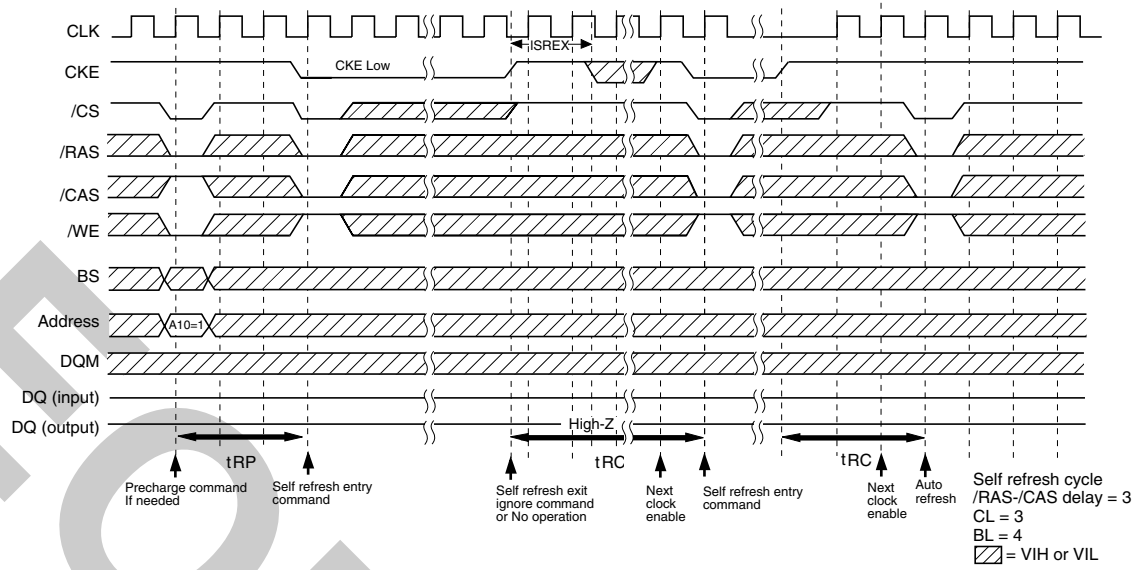 CLK
ISREX
CKE
CKE Low
/CS
/RAS
/CAS
/WE
BS
Address
A10=1
DQM
DQ (input)
DQ (output)
High-Z
tRP
tRC
tRC
Precharge command
If needed
Self refresh entry
command
Self refresh exit
ignore command
or No operation
Next
clock
enable
Self refresh entry
command
Next
clock
enable
Auto
refresh
Self refresh cycle
/RAS-/CAS delay = 3
CL = 3
BL = 4
= VIH or VIL